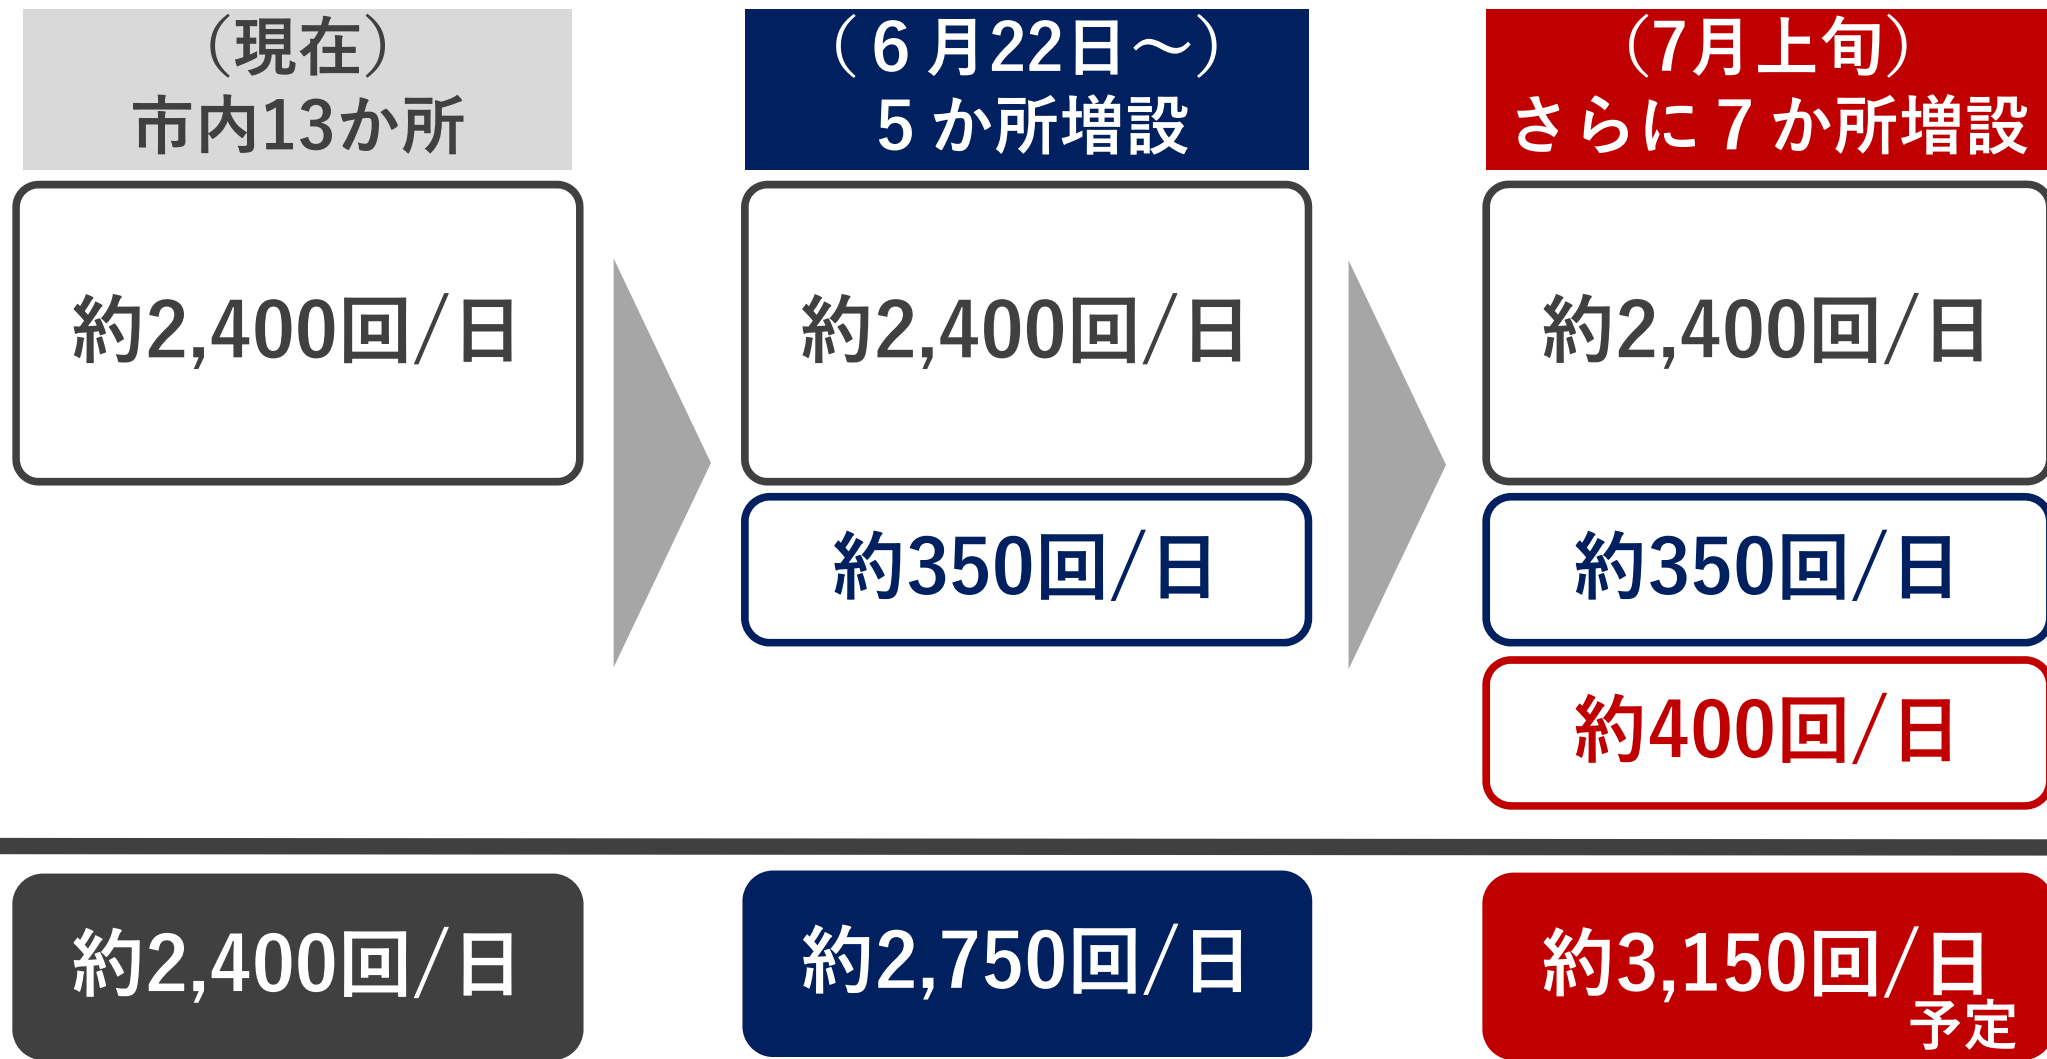 （現在）
市内13か所
約2,400回/日
約2,400回/日
（６月22日～）
５か所増設
約2,400回/日
約350回/日
約2,750回/日
（7月上旬）
さらに７か所増設
約2,400回/日
約350回/日
約400回/日
約3,150回/日
予定